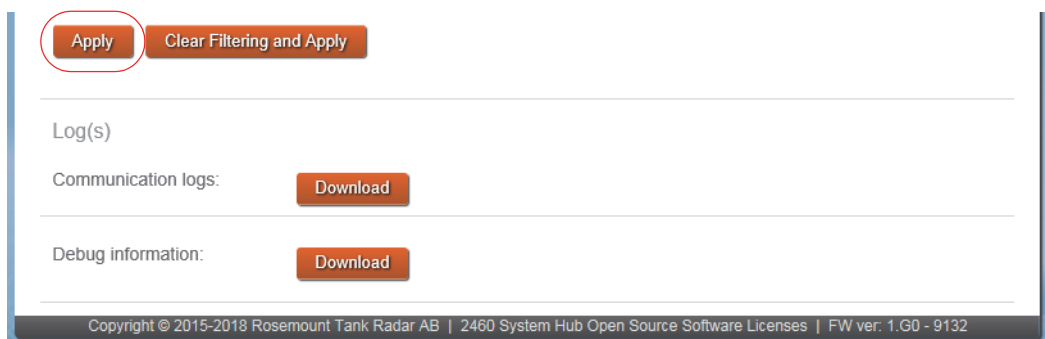 Apply Clear Filtering and Apply
Log(s)
Communication logs: Download
Debug information: Download
Copyright © 2015-2018 Rosemount Tank Radar AB | 2460 System Hub Open Source Software Licenses | FW ver: 1.G0 - 9132